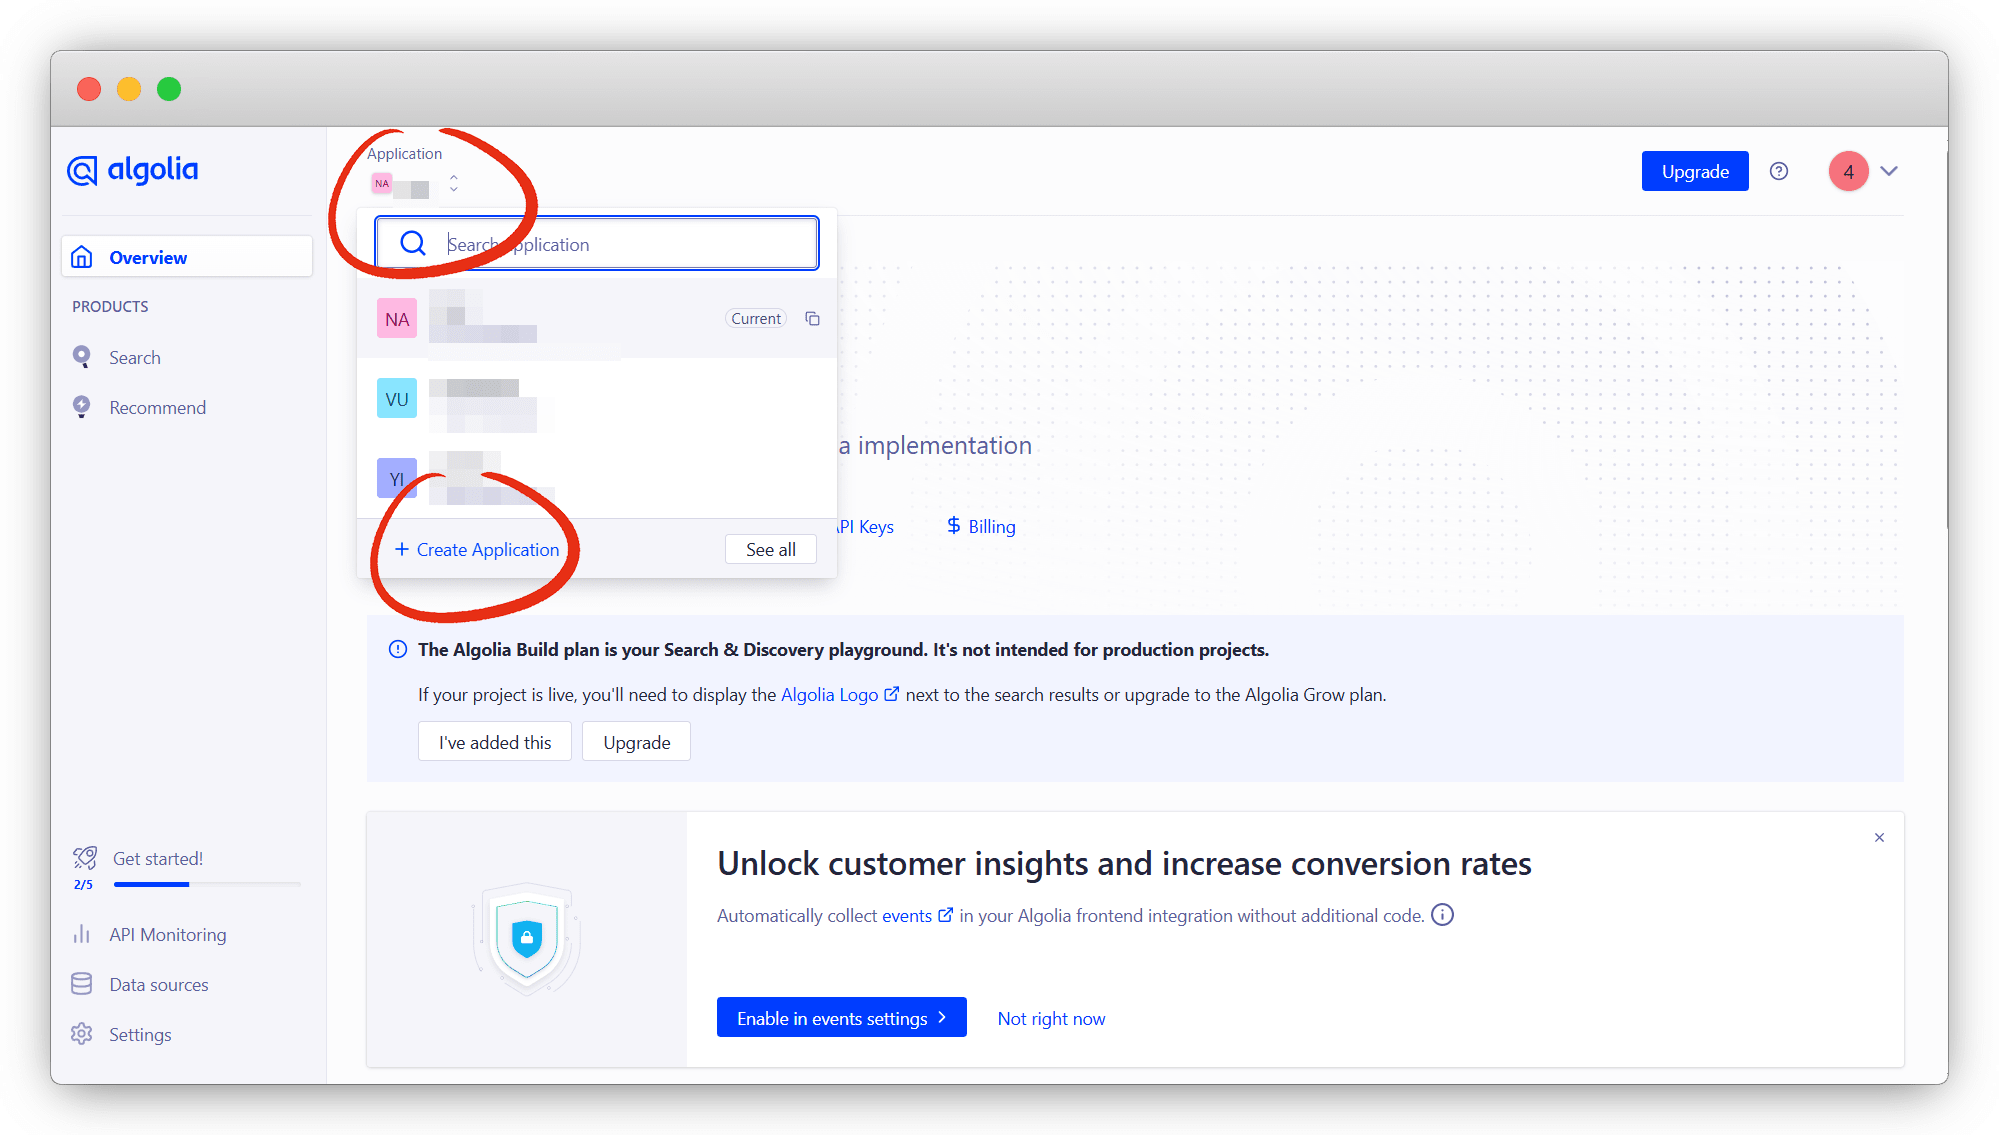 algolia
Application
NA
Upgrade
4
Search application
Overview
PRODUCTS
NA
Current
Search
VU
Recommend
a implementation
YI
PI Keys
$ Billing
+ Create Application
See all
The Algolia Build plan is your Search & Discovery playground. It's not intended for production projects.
If your project is live, you'll need to display the Algolia Logo next to the search results or upgrade to the Algolia Grow plan.
I've added this
Upgrade
Get started!
2/5
Unlock customer insights and increase conversion rates
Automatically collect events in your Algolia frontend integration without additional code.
API Monitoring
Data sources
Enable in events settings
Not right now
Settings